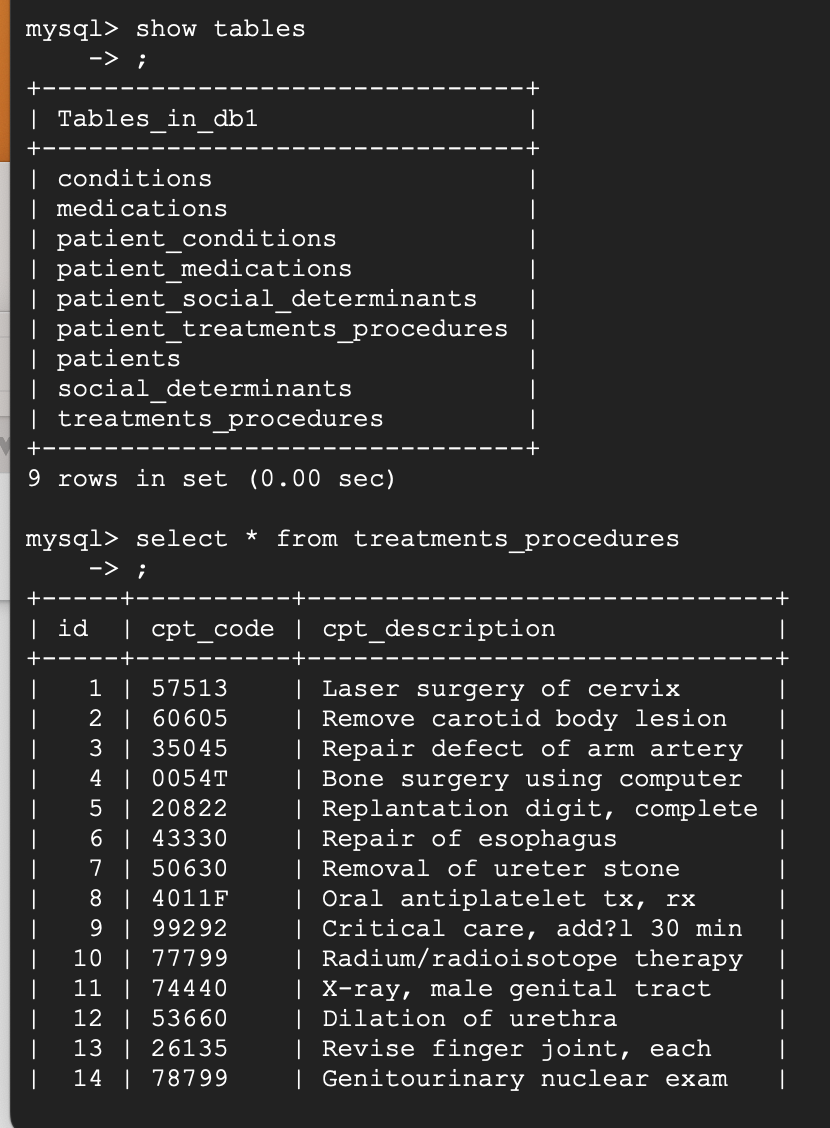 mysql> show tables
    -> ;
+-------------------------------+
| Tables_in_db1                 |
+-------------------------------+
| conditions                    |
| medications                   |
| patient_conditions            |
| patient_medications           |
| patient_social_determinants   |
| patient_treatments_procedures |
| patients                      |
| social_determinants           |
| treatments_procedures         |
+-------------------------------+
9 rows in set (0.00 sec)

mysql> select * from treatments_procedures
    -> ;
+-----+----------+------------------------------+
| id  | cpt_code | cpt_description              |
+-----+----------+------------------------------+
|   1 | 57513    | Laser surgery of cervix      |
|   2 | 60605    | Remove carotid body lesion   |
|   3 | 35045    | Repair defect of arm artery  |
|   4 | 0054T    | Bone surgery using computer  |
|   5 | 20822    | Replantation digit, complete |
|   6 | 43330    | Repair of esophagus          |
|   7 | 50630    | Removal of ureter stone      |
|   8 | 4011F    | Oral antiplatelet tx, rx     |
|   9 | 99292    | Critical care, add?l 30 min  |
|  10 | 77799    | Radium/radioisotope therapy  |
|  11 | 74440    | X-ray, male genital tract    |
|  12 | 53660    | Dilation of urethra          |
|  13 | 26135    | Revise finger joint, each    |
|  14 | 78799    | Genitourinary nuclear exam   |